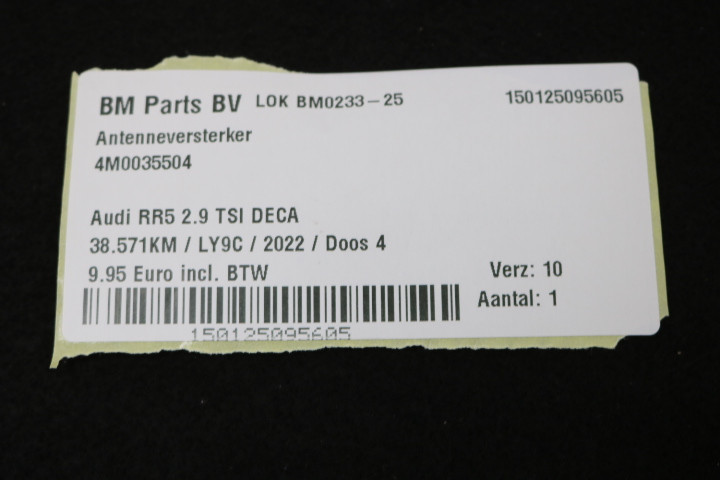 BM Parts BV LOK BM0233-25 150125095605
Antenneversterker
4M0035504
Audi RR5 2.9 TSI DECA
38.571KM / LY9C / 2022 / Doos 4
9.95 Euro incl. BTW Verz: 10
Aantal: 1
150125095605